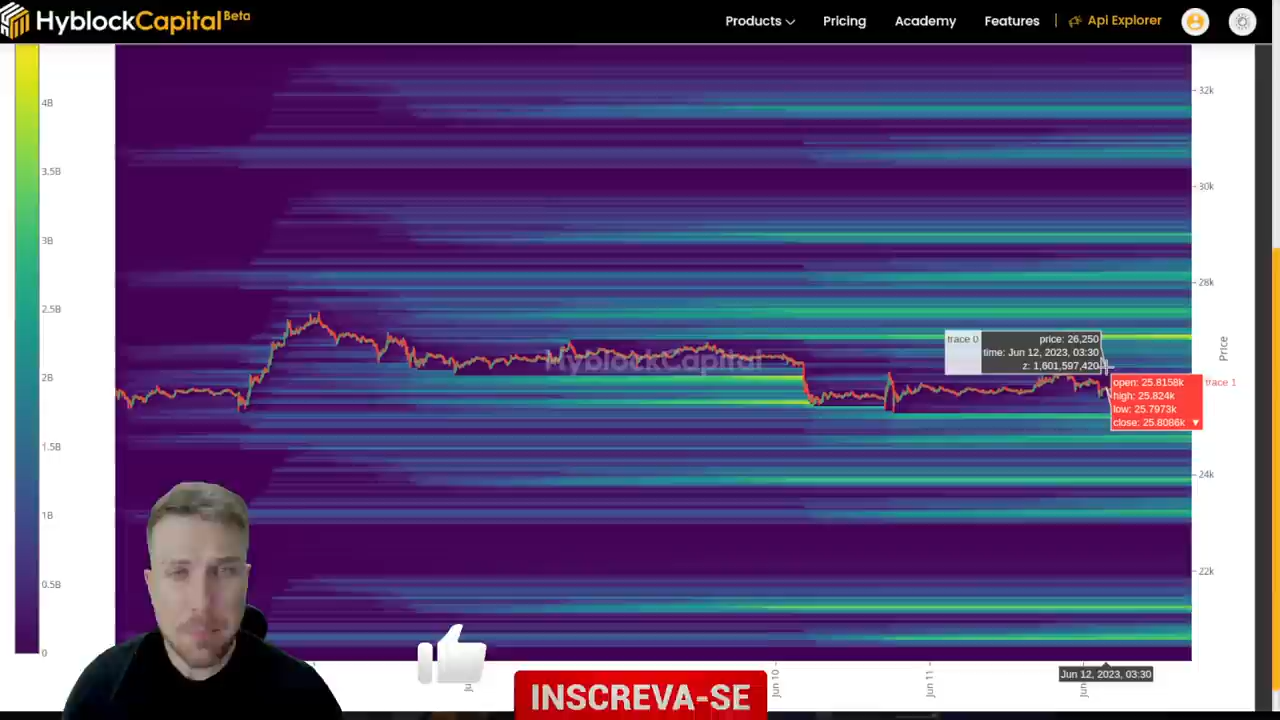 HyblockCapital Beta
Products
Pricing
Academy
Features
Api Explorer
4B
3.5B
3B
2.5B
2B
1.5B
1B
0.5B
0
32k
30k
28k
24k
22k
Price
HyblockCapital
trace 0
price: 26,250
time: Jun 12, 2023, 03:30
z: 1,601,597,420
open: 25.8158k
high: 25.824k
low: 25.7973k
close: 25.8086k ▼
trace 1
Jun 10
Jun 11
Jun 12, 2023, 03:30
INSCREVA-SE